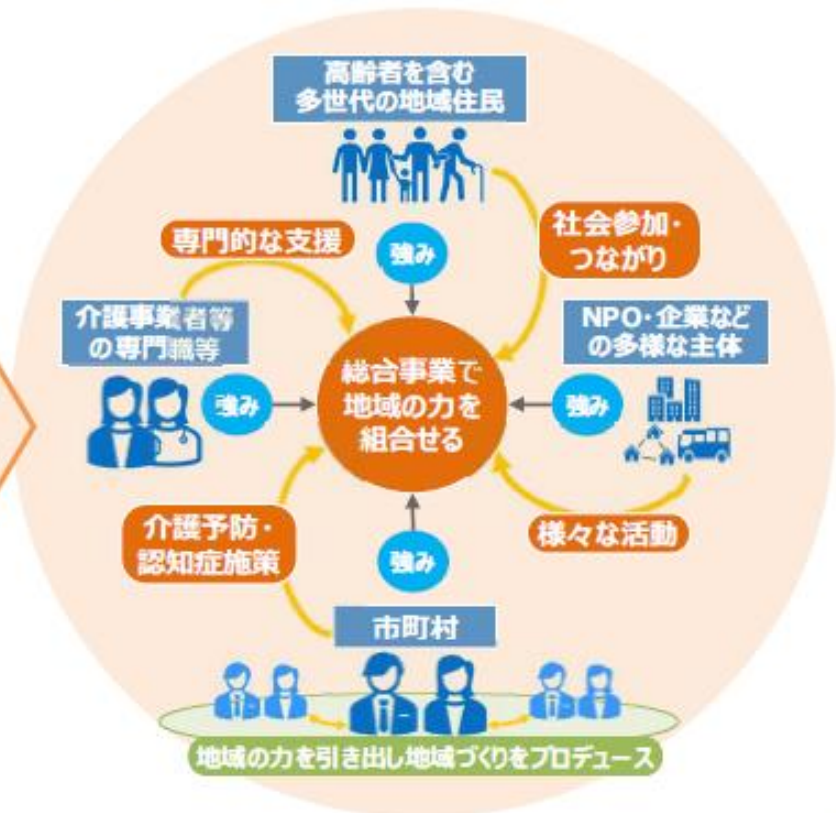 高齢者を含む
多世代の地域住民
専門的な支援
強み
社会参加・
つながり
介護事業者等
の専門職等
強み
総合事業で
地域の力を
組合せる
強み
NPO・企業など
の多様な主体
介護予防・
認知症施策
強み
様々な活動
市町村
地域の力を引き出し地域づくりをプロデュース